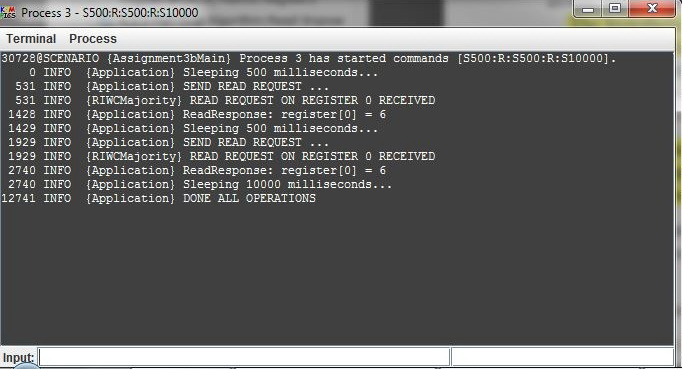 Process 3 - S500:R:S500:R:S10000
Terminal Process
30728@SCENARIO {Assignment3bMain} Process 3 has started commands [S500:R:S500:R:S10000].
0 INFO {Application} Sleeping 500 milliseconds...
531 INFO {Application} SEND READ REQUEST ...
531 INFO {RIWCMajority} READ REQUEST ON REGISTER 0 RECEIVED
1428 INFO {Application} ReadResponse: register[0] = 6
1429 INFO {Application} Sleeping 500 milliseconds...
1929 INFO {Application} SEND READ REQUEST ...
1929 INFO {RIWCMajority} READ REQUEST ON REGISTER 0 RECEIVED
2740 INFO {Application} ReadResponse: register[0] = 6
2740 INFO {Application} Sleeping 10000 milliseconds...
12741 INFO {Application} DONE ALL OPERATIONS
Input: